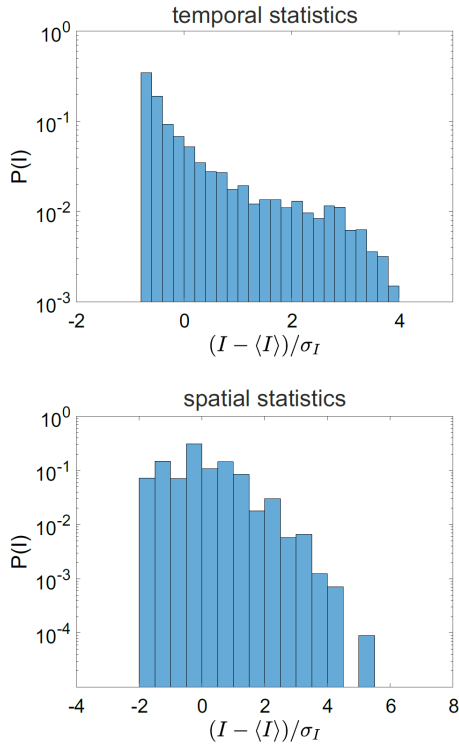 temporal statistics
10^0
10^-1
10^-2
10^-3
P(I)
-2 0 2 4
(I − ⟨I⟩)/σ_I
spatial statistics
10^0
10^-1
10^-2
10^-3
10^-4
P(I)
-4 -2 0 2 4 6 8
(I − ⟨I⟩)/σ_I